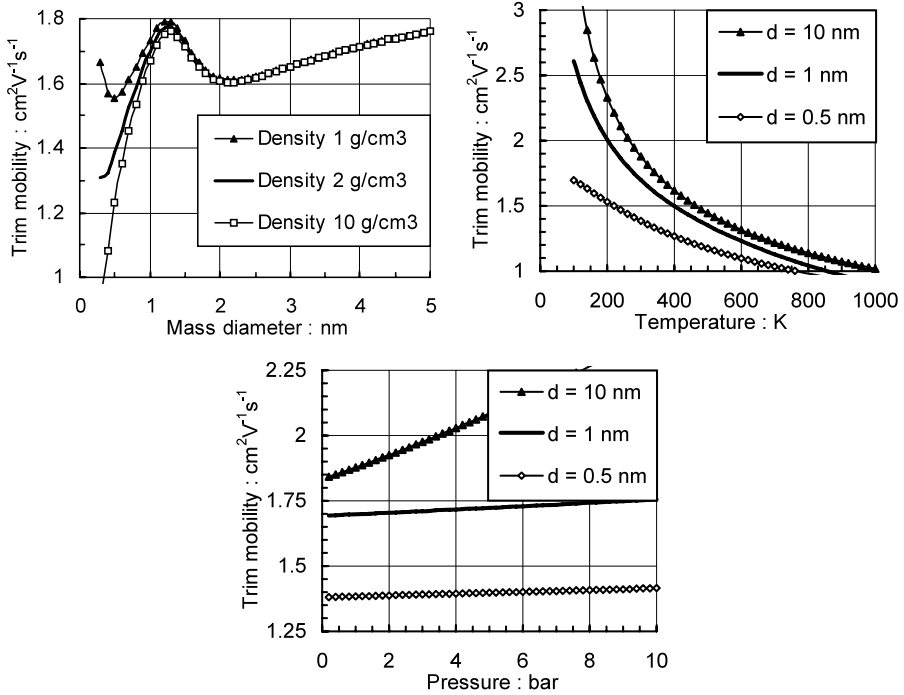 Trim mobility : cm²V⁻¹s⁻¹
1.8
1.6
1.4
1.2
1
Density 1 g/cm3
Density 2 g/cm3
Density 10 g/cm3
0 1 2 3 4 5
Mass diameter : nm
Trim mobility : cm²V⁻¹s⁻¹
3
2.5
2
1.5
1
d = 10 nm
d = 1 nm
d = 0.5 nm
0 200 400 600 800 1000
Temperature : K
Trim mobility : cm²V⁻¹s⁻¹
2.25
2
1.75
1.5
1.25
d = 10 nm
d = 1 nm
d = 0.5 nm
0 2 4 6 8 10
Pressure : bar